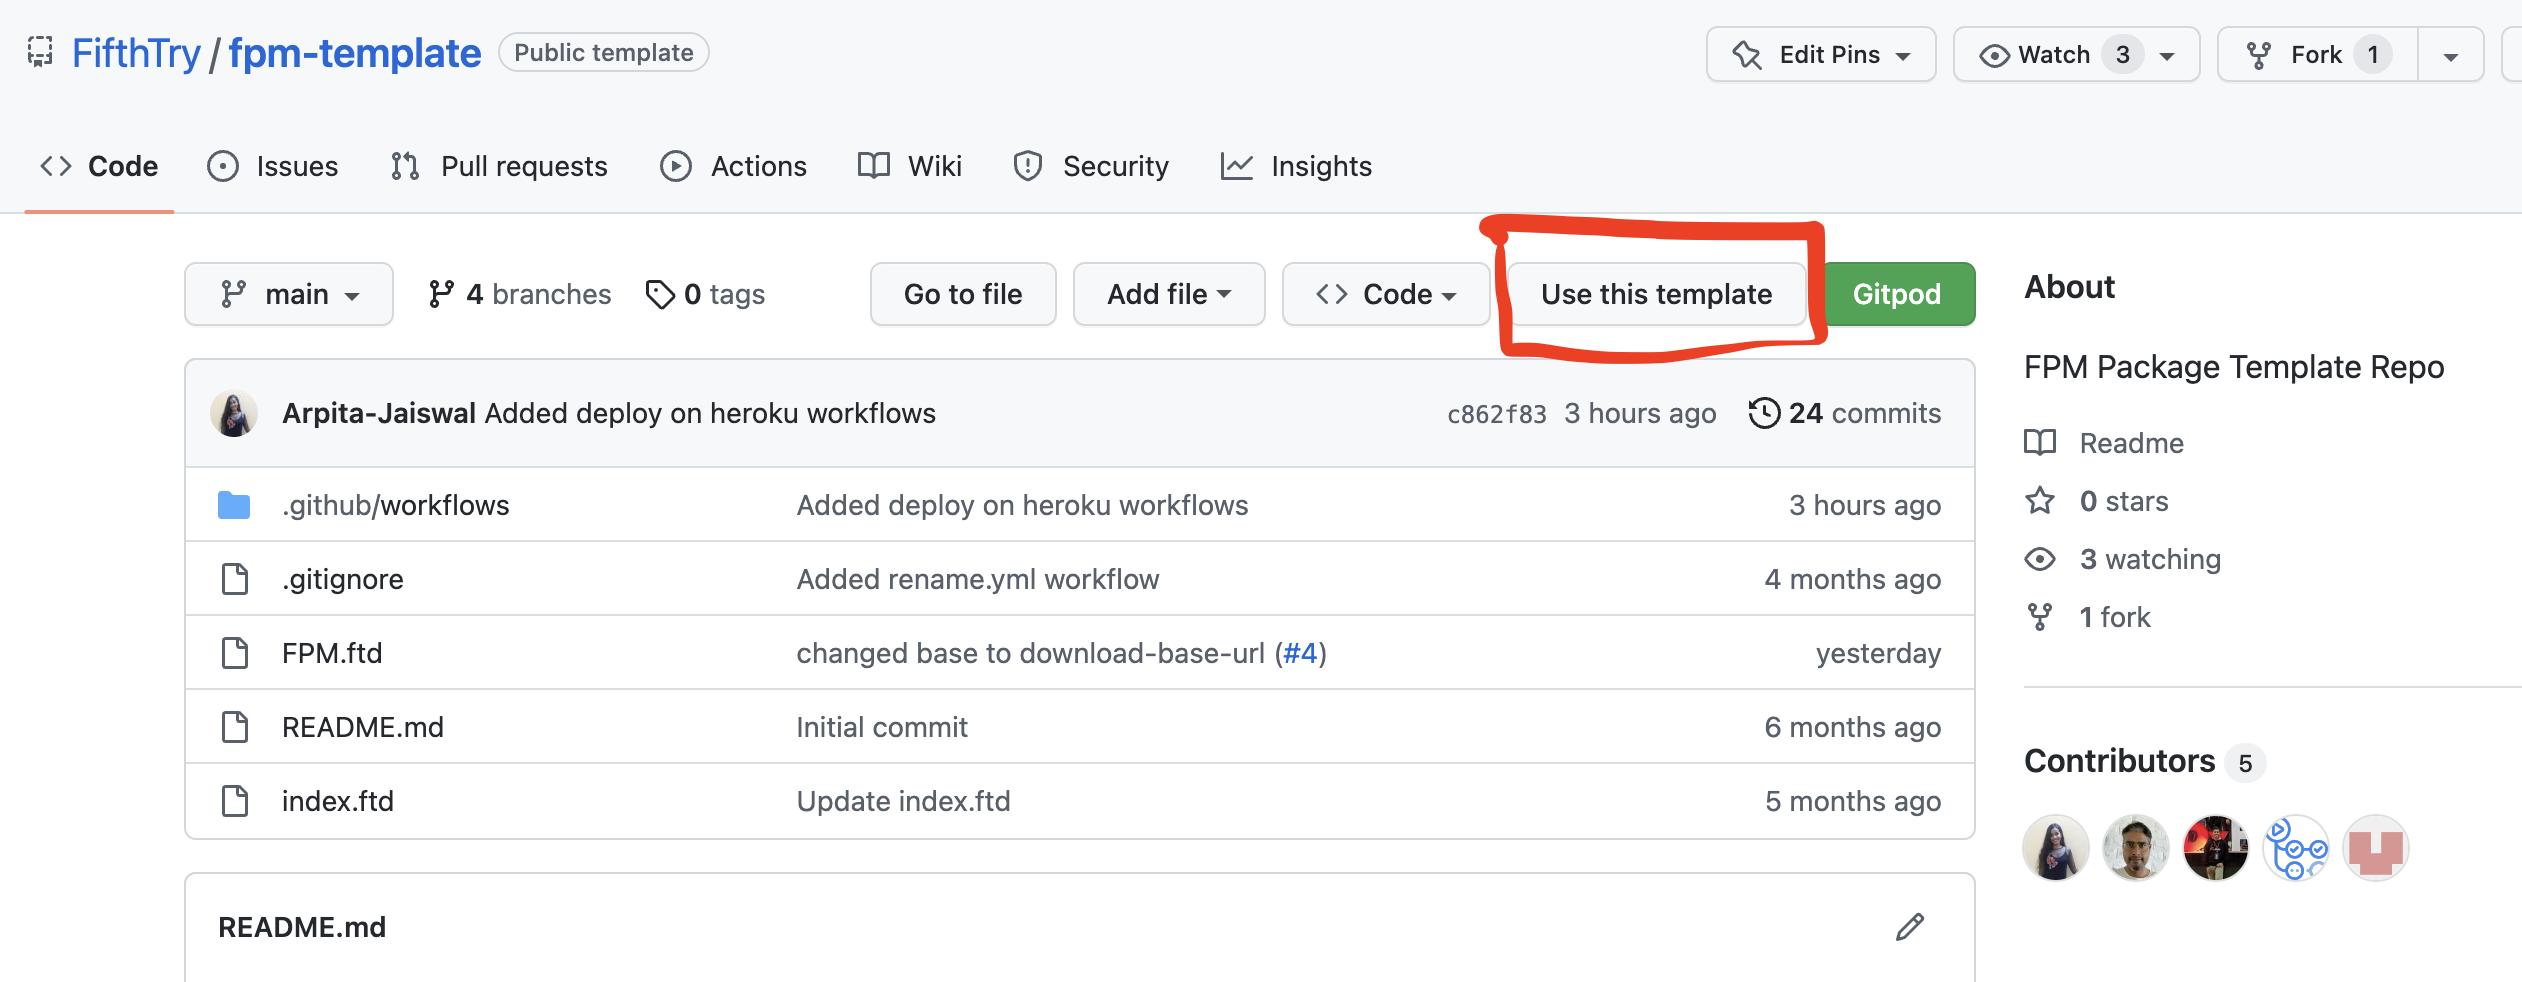 FifthTry / fpm-template Public template Edit Pins Watch 3 Fork 1
Code Issues Pull requests Actions Wiki Security Insights
main 4 branches 0 tags Go to file Add file Code Use this template Gitpod
About
FPM Package Template Repo
Readme
0 stars
3 watching
1 fork
Arpita-Jaiswal Added deploy on heroku workflows c862f83 3 hours ago 24 commits
.github/workflows Added deploy on heroku workflows 3 hours ago
.gitignore Added rename.yml workflow 4 months ago
FPM.ftd changed base to download-base-url (#4) yesterday
README.md Initial commit 6 months ago
index.ftd Update index.ftd 5 months ago
Contributors 5
README.md